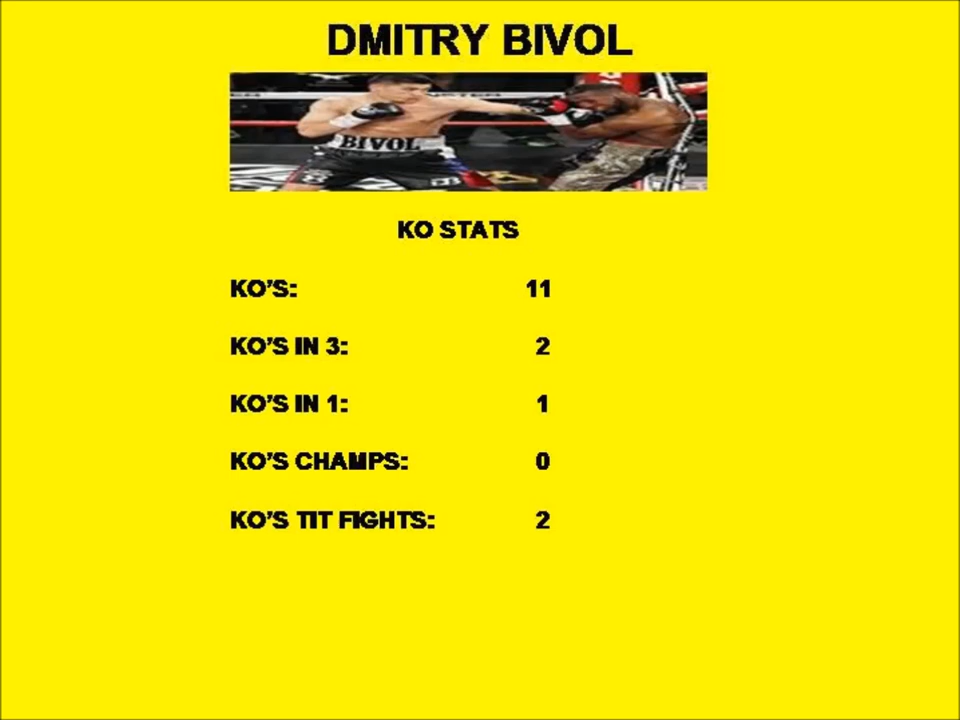 DMITRY BIVOL
BIVOL
KO STATS
KO'S: 11
KO'S IN 3: 2
KO'S IN 1: 1
KO'S CHAMPS: 0
KO'S TIT FIGHTS: 2